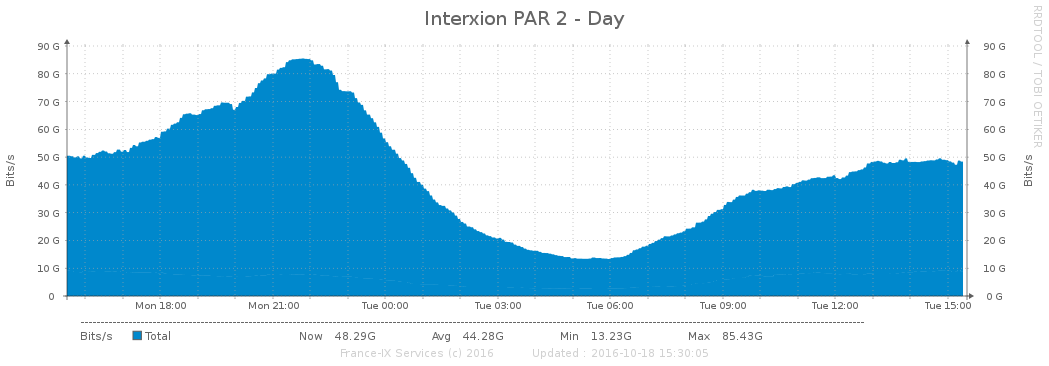 Interxion PAR 2 - Day
RRDTOOL / TOBI OETIKER
90 G 90 G
80 G 80 G
70 G 70 G
60 G 60 G
50 G 50 G
40 G 40 G
30 G 30 G
20 G 20 G
10 G 10 G
0 0 G
Bits/s
Bits/s
Mon 18:00 Mon 21:00 Tue 00:00 Tue 03:00 Tue 06:00 Tue 09:00 Tue 12:00 Tue 15:00
Bits/s Total Now 48.29G Avg 44.28G Min 13.23G Max 85.43G
France-IX Services (c) 2016 Updated : 2016-10-18 15:30:05